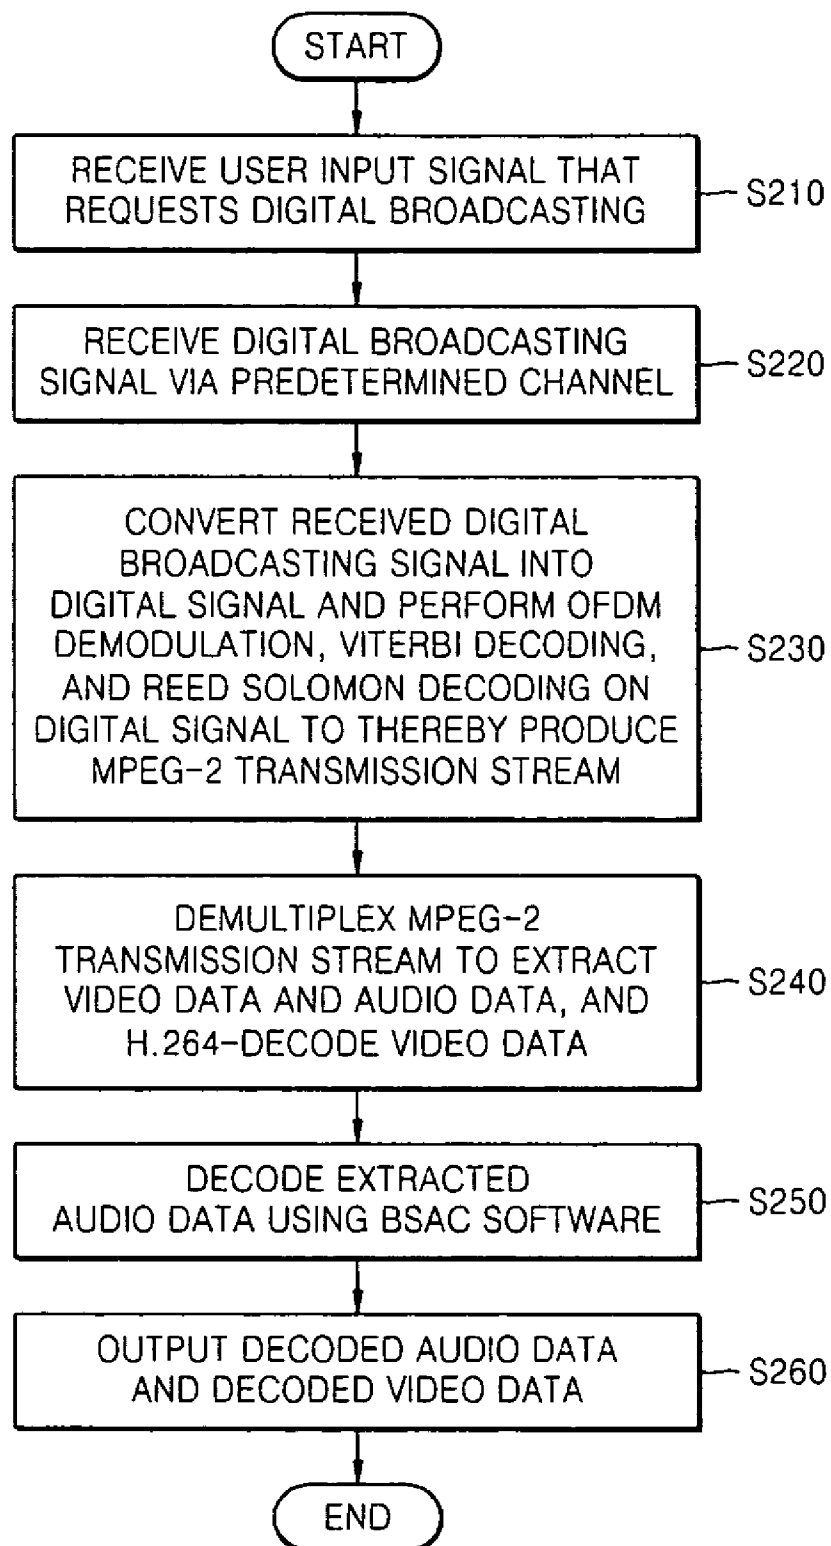 START
RECEIVE USER INPUT SIGNAL THAT
REQUESTS DIGITAL BROADCASTING
S210
RECEIVE DIGITAL BROADCASTING
SIGNAL VIA PREDETERMINED CHANNEL
S220
CONVERT RECEIVED DIGITAL
BROADCASTING SIGNAL INTO
DIGITAL SIGNAL AND PERFORM OFDM
DEMODULATION, VITERBI DECODING,
AND REED SOLOMON DECODING ON
DIGITAL SIGNAL TO THEREBY PRODUCE
MPEG-2 TRANSMISSION STREAM
S230
DEMULTIPLEX MPEG-2
TRANSMISSION STREAM TO EXTRACT
VIDEO DATA AND AUDIO DATA, AND
H.264-DECODE VIDEO DATA
S240
DECODE EXTRACTED
AUDIO DATA USING BSAC SOFTWARE
S250
OUTPUT DECODED AUDIO DATA
AND DECODED VIDEO DATA
S260
END